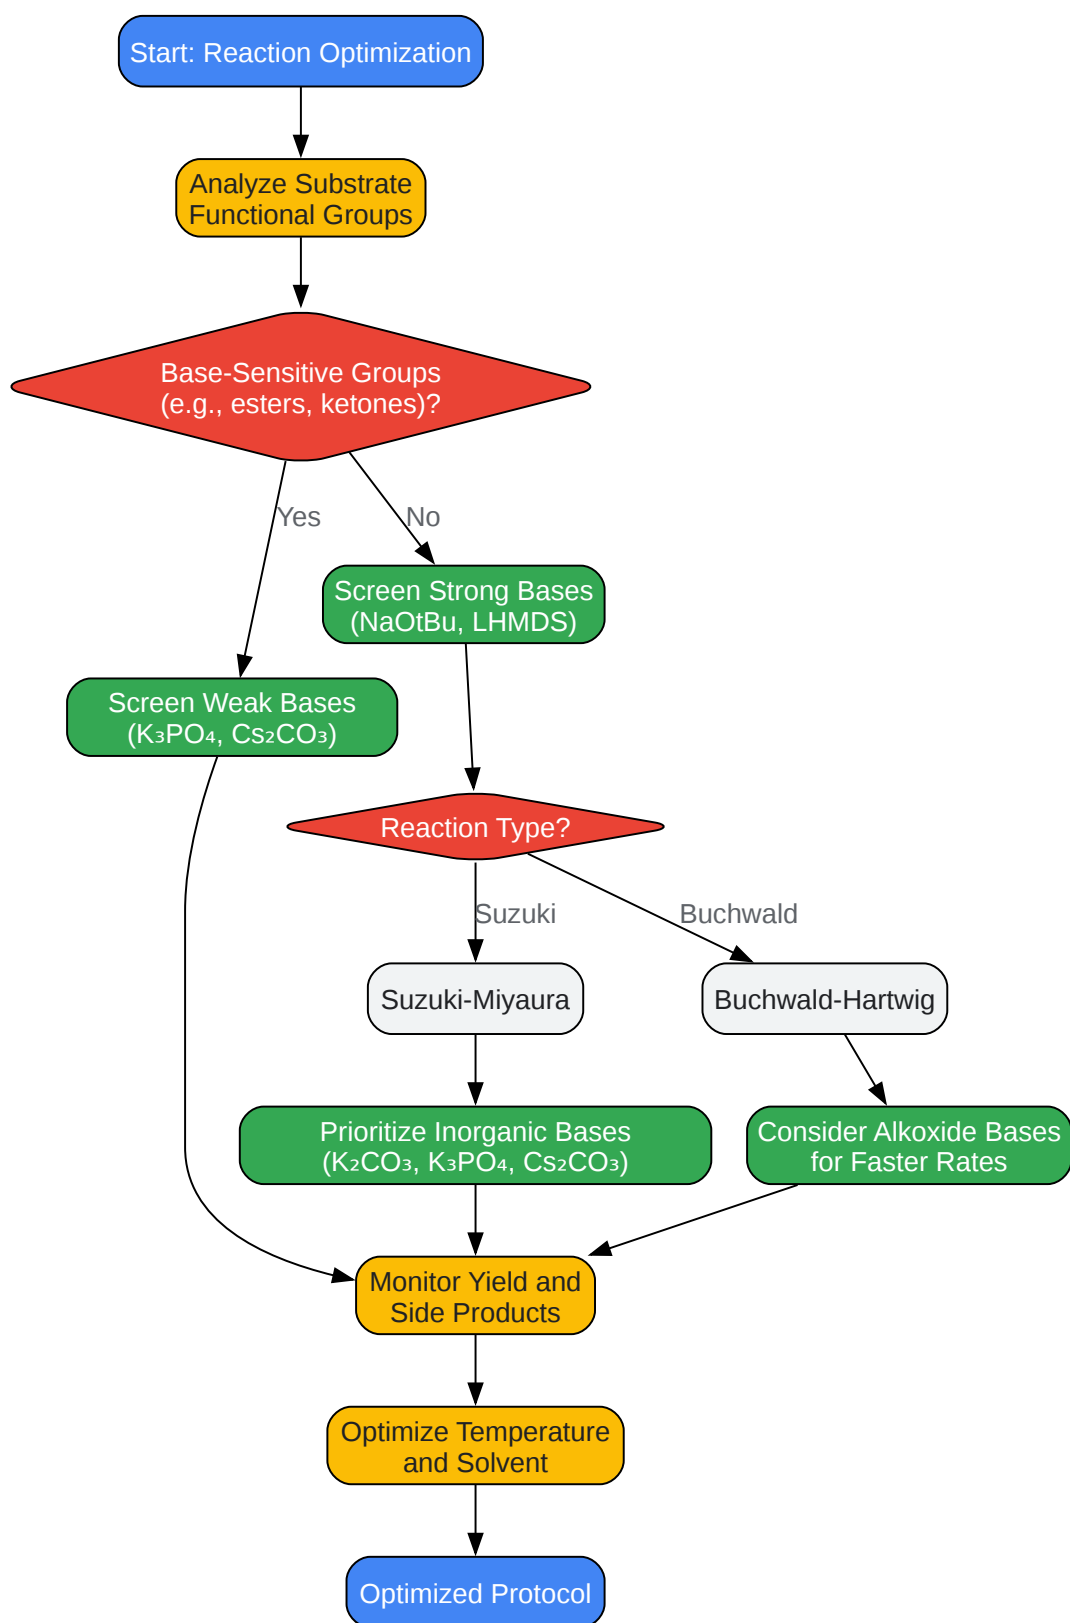 Start: Reaction Optimization
Analyze Substrate
Functional Groups
Base-Sensitive Groups
(e.g., esters, ketones)?
Yes
No
Screen Strong Bases
(NaOtBu, LHMDS)
Screen Weak Bases
(K₃PO₄, Cs₂CO₃)
Reaction Type?
Suzuki
Buchwald
Suzuki-Miyaura
Buchwald-Hartwig
Prioritize Inorganic Bases
(K₂CO₃, K₃PO₄, Cs₂CO₃)
Consider Alkoxide Bases
for Faster Rates
Monitor Yield and
Side Products
Optimize Temperature
and Solvent
Optimized Protocol